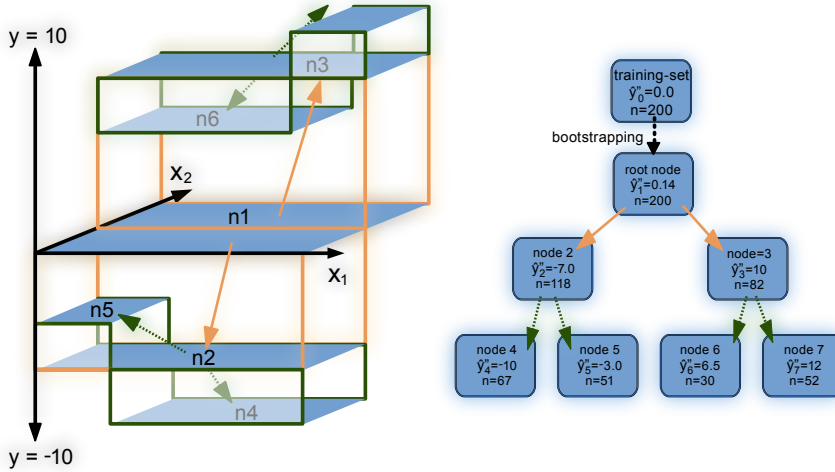 y = 10
n3
n6
x₂
n1
x₁
n5
n2
n4
y = -10
training-set
ŷ"₀=0.0
n=200
bootstrapping
root node
ŷ"₁=0.14
n=200
node 2
ŷ"₂=-7.0
n=118
node=3
ŷ"₃=10
n=82
node 4
ŷ"₄=-10
n=67
node 5
ŷ"₅=-3.0
n=51
node 6
ŷ"₆=6.5
n=30
node 7
ŷ"₇=12
n=52